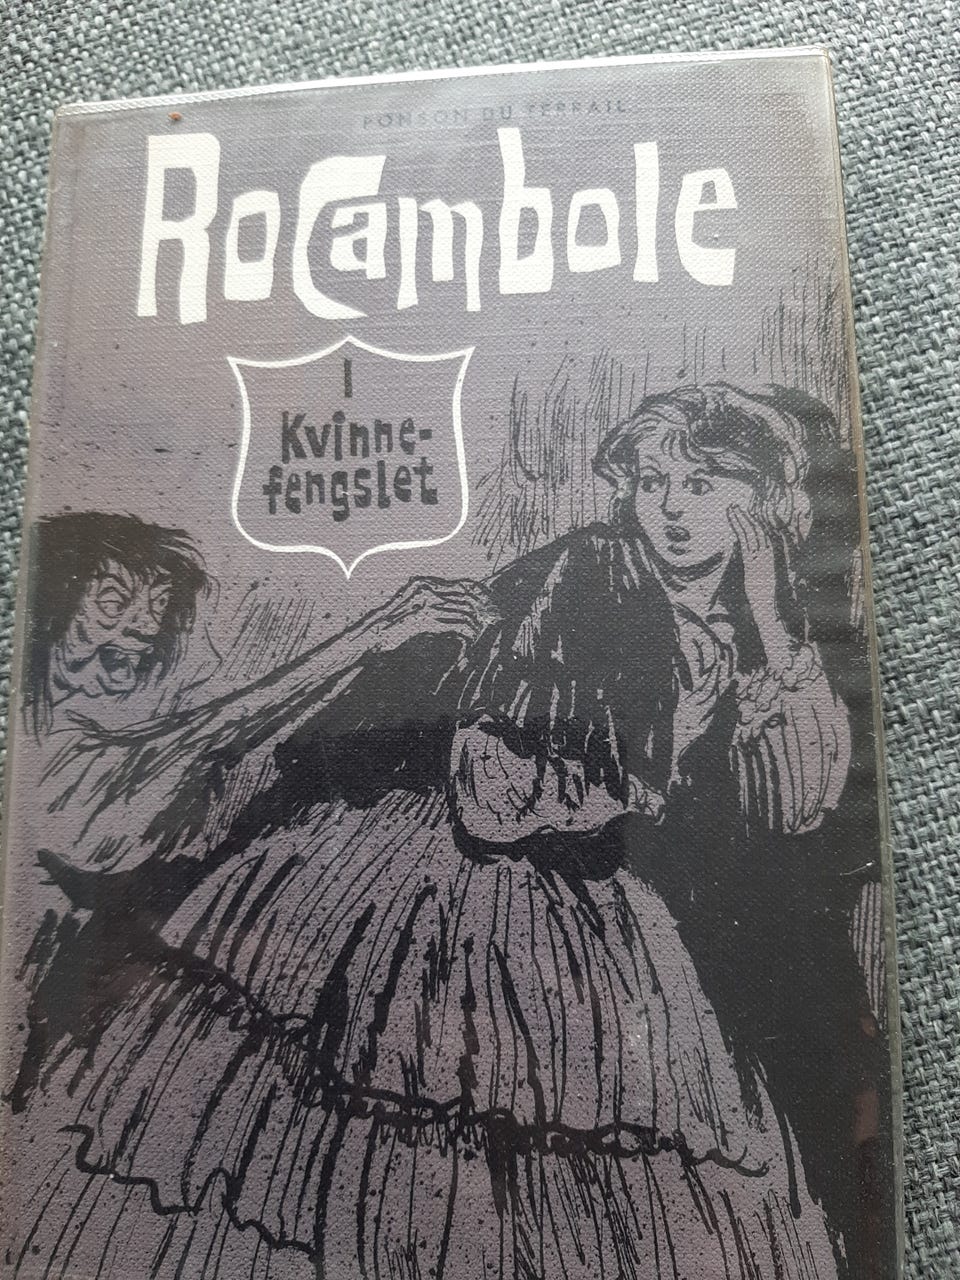 PONSON DU TERRAIL
Rocambole
I
Kvinne-
fengslet